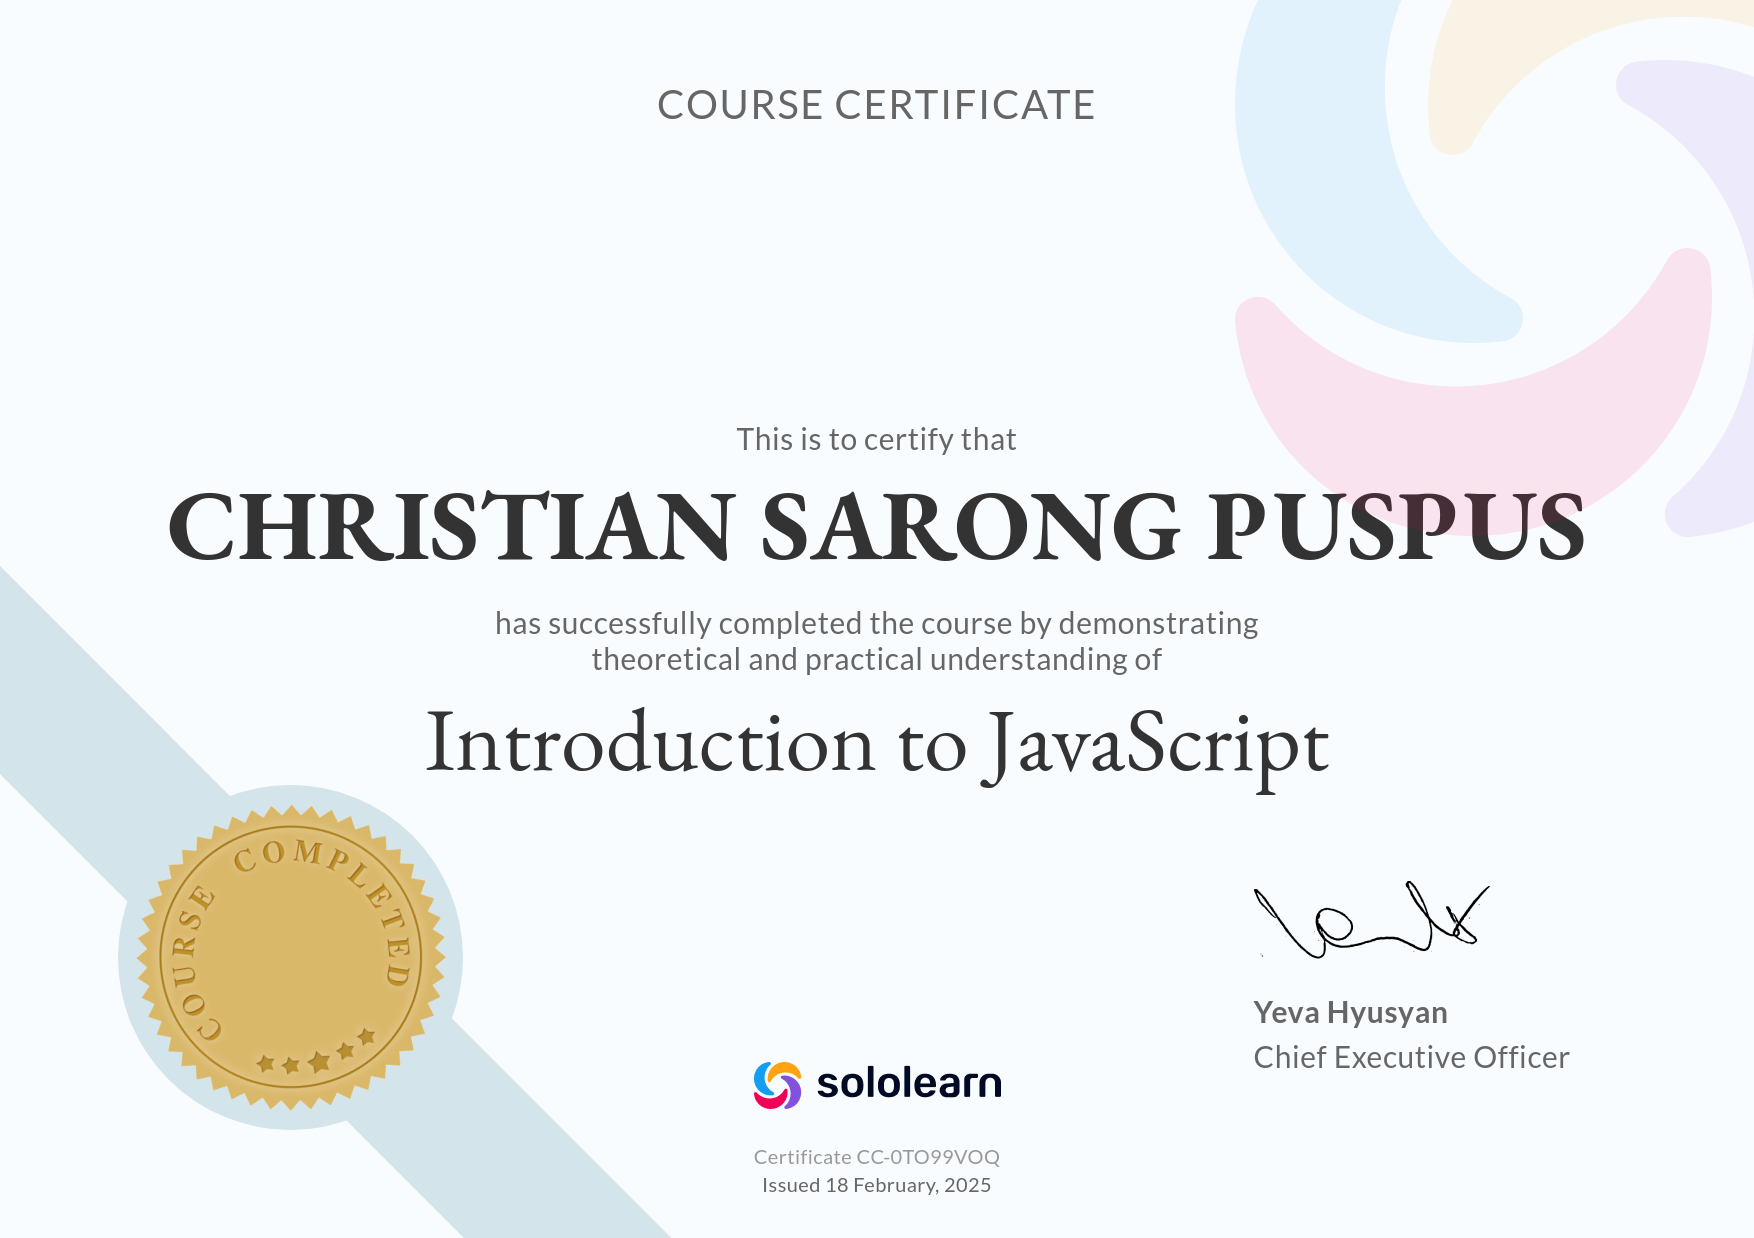 COURSE CERTIFICATE
This is to certify that
CHRISTIAN SARONG PUSPUS
has successfully completed the course by demonstrating
theoretical and practical understanding of
Introduction to JavaScript
COURSE COMPLETED
Yeva Hyusyan
Chief Executive Officer
sololearn
Certificate CC-0TO99VOQ
Issued 18 February, 2025